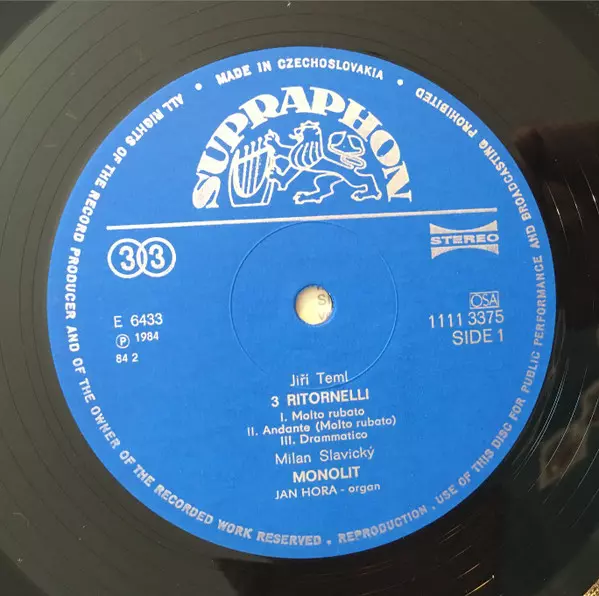 ALL RIGHTS OF THE RECORD PRODUCER AND OF THE OWNER OF THE RECORDED WORK RESERVED . REPRODUCTION, USE OF THIS DISC FOR PUBLIC PERFORMANCE AND BROADCASTING PROHIBITED
• MADE IN CZECHOSLOVAKIA •
SUPRAPHON
33
STEREO
E 6433
Ⓟ 1984
84 2
OSA
1111 3375
SIDE 1
Jiří Teml
3 RITORNELLI
I. Molto rubato
II. Andante (Molto rubato)
III. Drammatico
Milan Slavický
MONOLIT
JAN HORA - organ